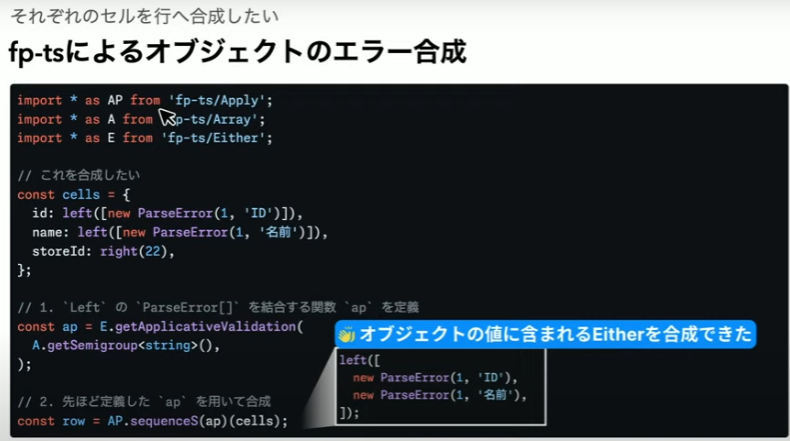 それぞれのセルを行へ合成したい
fp-tsによるオブジェクトのエラー合成
import * as AP from 'fp-ts/Apply';
import * as A from 'fp-ts/Array';
import * as E from 'fp-ts/Either';
// これを合成したい
const cells = {
  id: left([new ParseError(1, 'ID')]),
  name: left([new ParseError(1, '名前')]),
  storeId: right(22),
};
// 1. `Left` の `ParseError[]` を結合する関数 `ap` を定義
const ap = E.getApplicativeValidation(
  A.getSemigroup<string>(),
);
// 2. 先ほど定義した `ap` を用いて合成
const row = AP.sequenceS(ap)(cells);
👏 オブジェクトの値に含まれるEitherを合成できた
left([
  new ParseError(1, 'ID'),
  new ParseError(1, '名前'),
]);